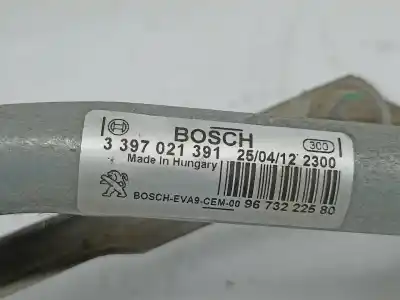 BOSCH
300
3 397 021 391 25/04/12 2300
Made In Hungary
BOSCH-EVA9-CEM-00 96 732 225 80